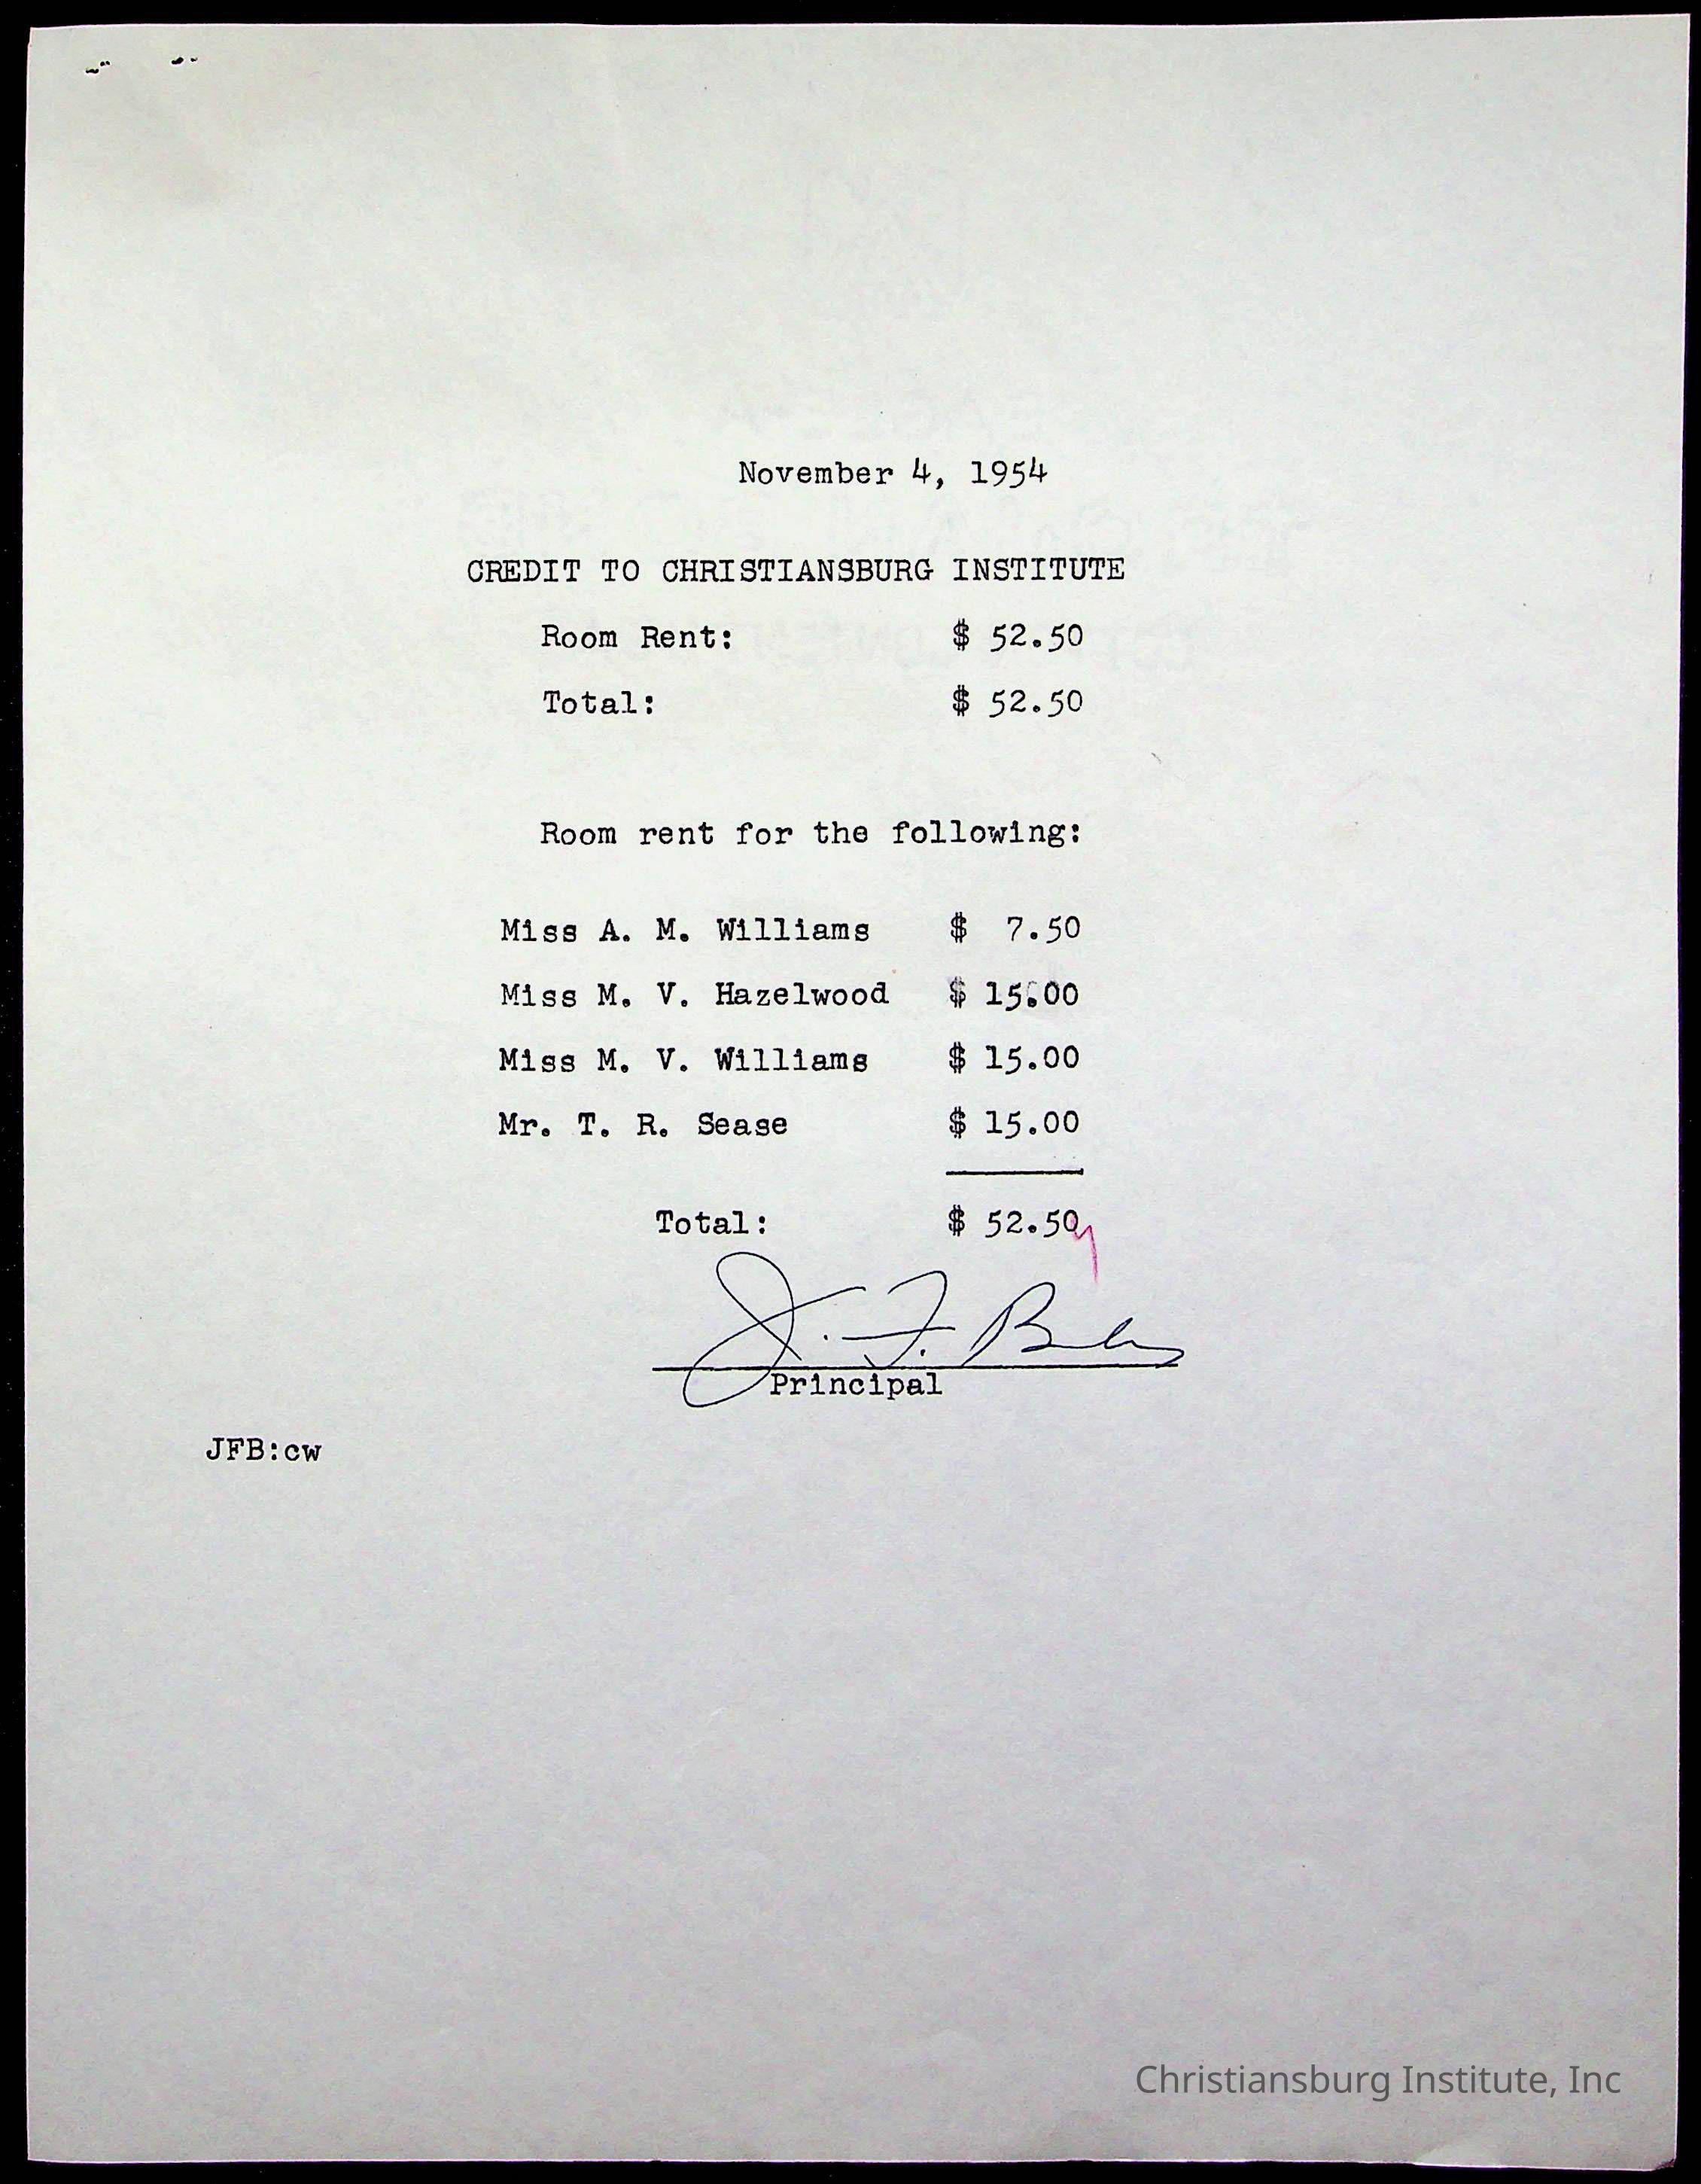 November 4, 1954
CREDIT TO CHRISTIANSBURG INSTITUTE
Room Rent: $ 52.50
Total: $ 52.50
Room rent for the following:
Miss A. M. Williams $ 7.50
Miss M. V. Hazelwood $ 15.00
Miss M. V. Williams $ 15.00
Mr. T. R. Sease $ 15.00
Total: $ 52.50
J. F. 
Principal
JFB:cw
Christiansburg Institute, Inc